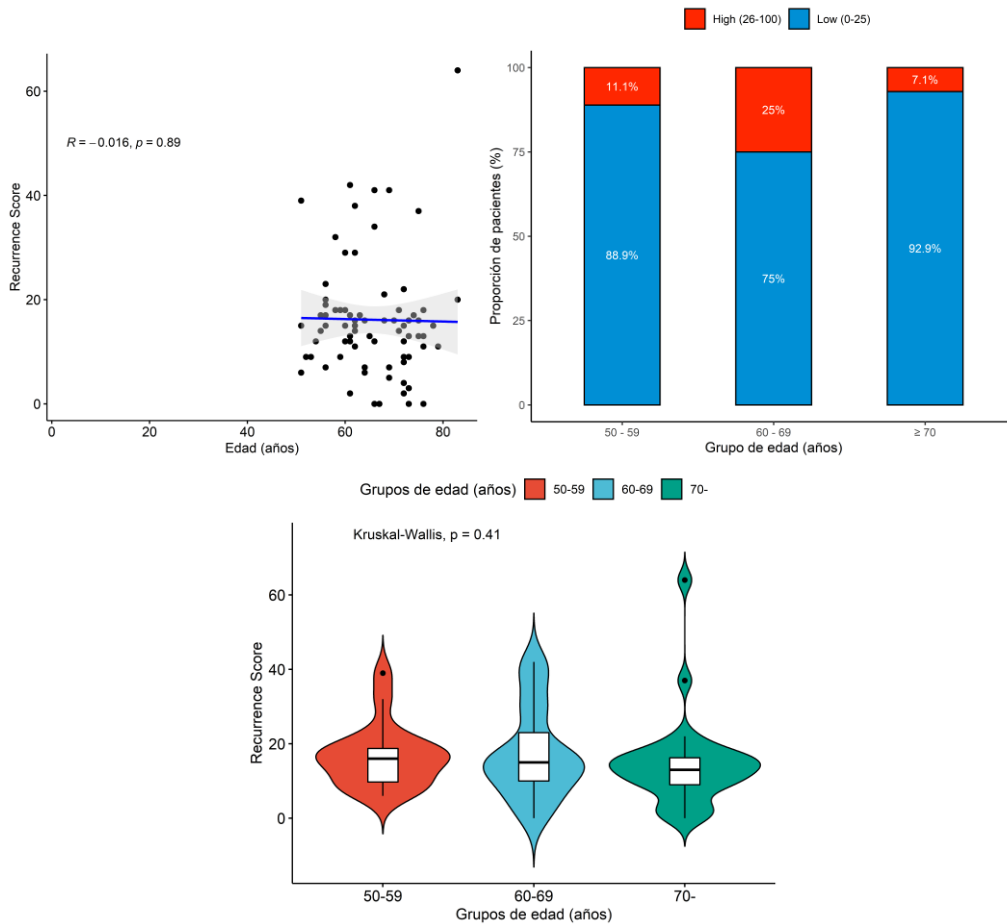 High (26-100) Low (0-25)
Recurrence Score
60
40
20
0
R = −0.016, p = 0.89
0 20 40 60 80
Edad (años)
Proporción de pacientes (%)
100
75
50
25
0
11.1%
88.9%
25%
75%
7.1%
92.9%
50 - 59 60 - 69 ≥ 70
Grupo de edad (años)
Grupos de edad (años) 50-59 60-69 70-
Kruskal-Wallis, p = 0.41
Recurrence Score
60
40
20
0
50-59 60-69 70-
Grupos de edad (años)